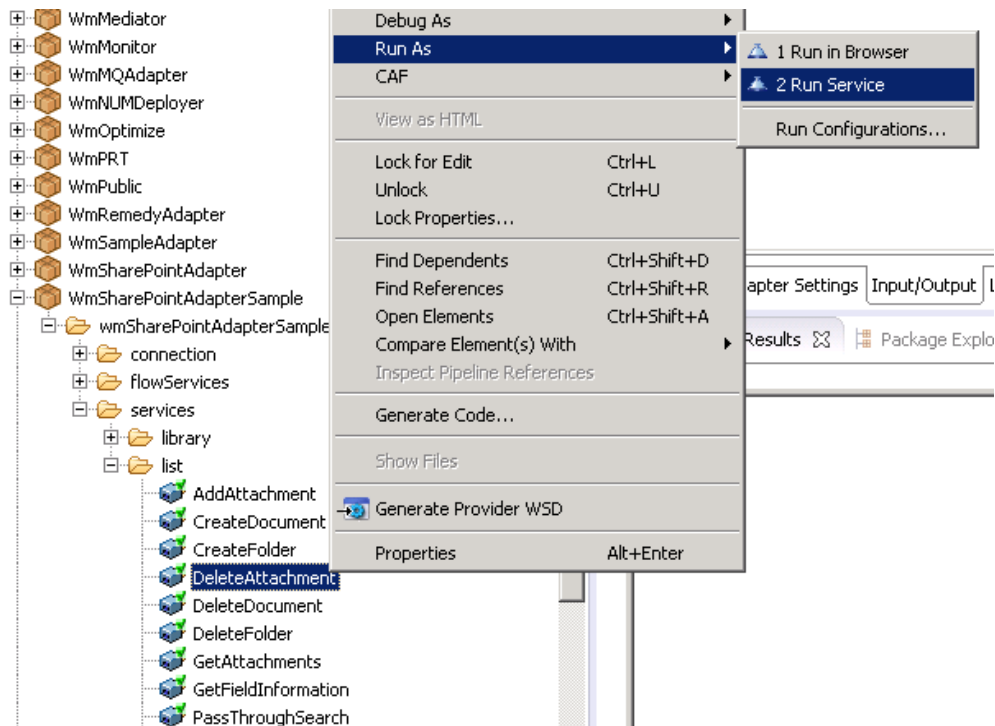 WmMediator
WmMonitor
WmMQAdapter
WmNUMDeployer
WmOptimize
WmPRT
WmPublic
WmRemedyAdapter
WmSampleAdapter
WmSharePointAdapter
WmSharePointAdapterSample
wmSharePointAdapterSample
connection
flowServices
services
library
list
AddAttachment
CreateDocument
CreateFolder
DeleteAttachment
DeleteDocument
DeleteFolder
GetAttachments
GetFieldInformation
PassThroughSearch
Debug As
Run As
CAF
View as HTML
Lock for Edit Ctrl+L
Unlock Ctrl+U
Lock Properties...
Find Dependents Ctrl+Shift+D
Find References Ctrl+Shift+R
Open Elements Ctrl+Shift+A
Compare Element(s) With
Inspect Pipeline References
Generate Code...
Show Files
Generate Provider WSD
Properties Alt+Enter
1 Run in Browser
2 Run Service
Run Configurations...
apter Settings Input/Output L
Results Package Explo